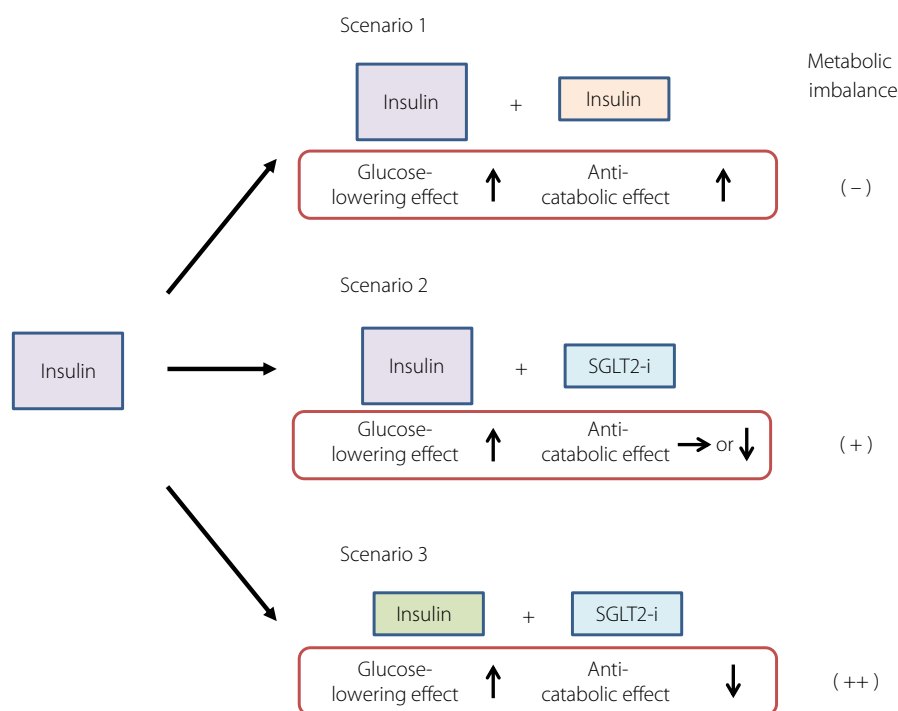 Scenario 1
Metabolic
imbalance
Insulin
+
Insulin
Glucose-
lowering effect
Anti-
catabolic effect
( – )
Scenario 2
Insulin
Insulin
+
SGLT2-i
Glucose-
lowering effect
Anti-
catabolic effect
or
( + )
Scenario 3
Insulin
+
SGLT2-i
Glucose-
lowering effect
Anti-
catabolic effect
( ++ )